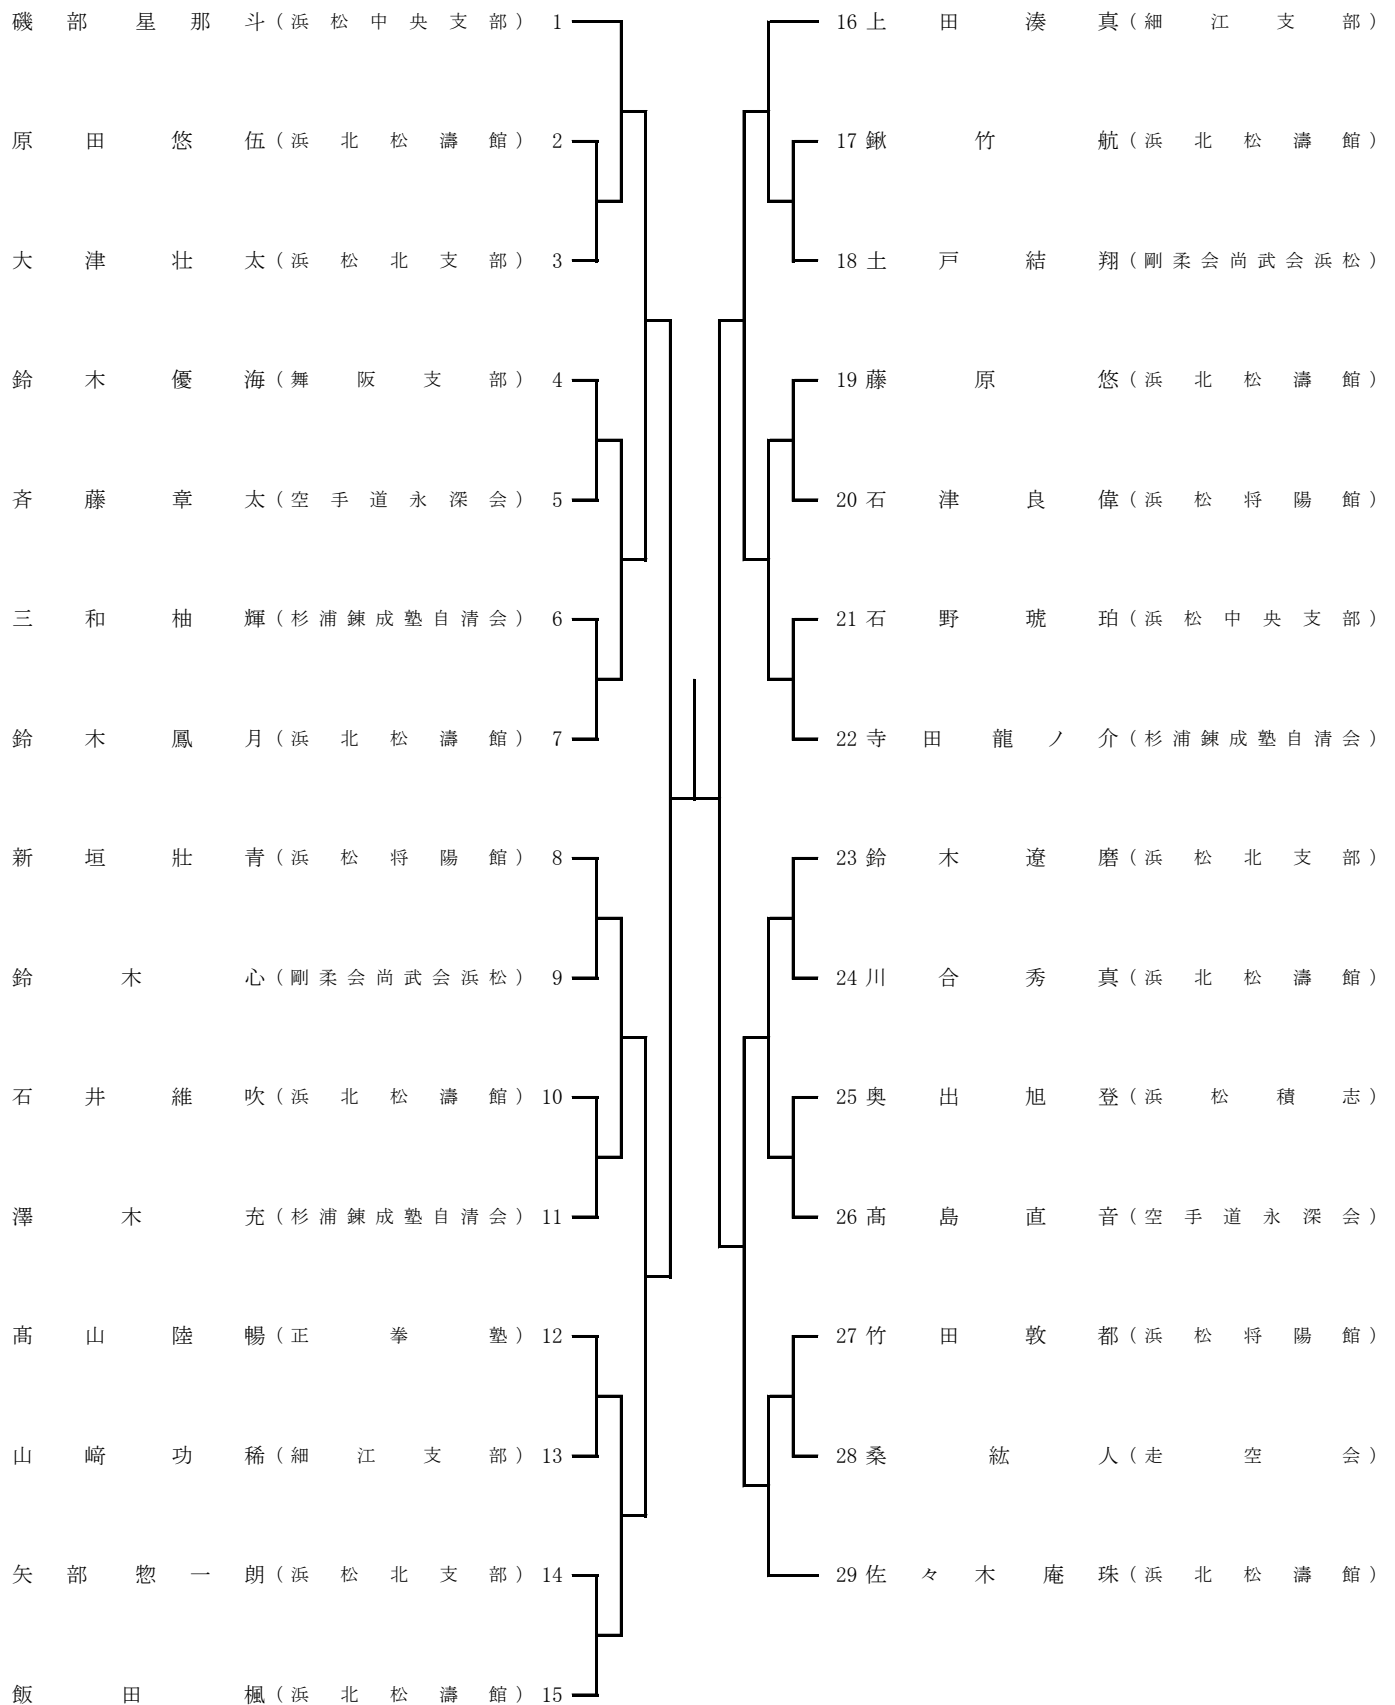 磯部星那斗(浜松中央支部) 1
原田悠伍(浜北松濤館) 2
大津壮太(浜松北支部) 3
鈴木優海(舞阪支部) 4
斉藤章太(空手道永深会) 5
三和柚輝(杉浦錬成塾自清会) 6
鈴木鳳月(浜北松濤館) 7
新垣壯青(浜松将陽館) 8
鈴木心(剛柔会尚武会浜松) 9
石井維吹(浜北松濤館) 10
澤木充(杉浦錬成塾自清会) 11
髙山陸暢(正拳塾) 12
山﨑功稀(細江支部) 13
矢部惣一朗(浜松北支部) 14
飯田楓(浜北松濤館) 15
16 上田湊真(細江支部)
17 鍬竹航(浜北松濤館)
18 土戸結翔(剛柔会尚武会浜松)
19 藤原悠(浜北松濤館)
20 石津良偉(浜松将陽館)
21 石野琥珀(浜松中央支部)
22 寺田龍ノ介(杉浦錬成塾自清会)
23 鈴木遼磨(浜松北支部)
24 川合秀真(浜北松濤館)
25 奥出旭登(浜松積志)
26 髙島直音(空手道永深会)
27 竹田敦都(浜松将陽館)
28 桑紘人(走空会)
29 佐々木庵珠(浜北松濤館)